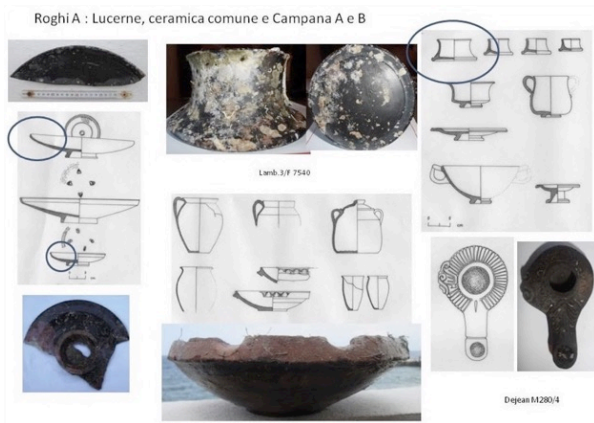 Roghi A : Lucerne, ceramica comune e Campana A e B
Lamb.3/F 7540
Dejean M280/4